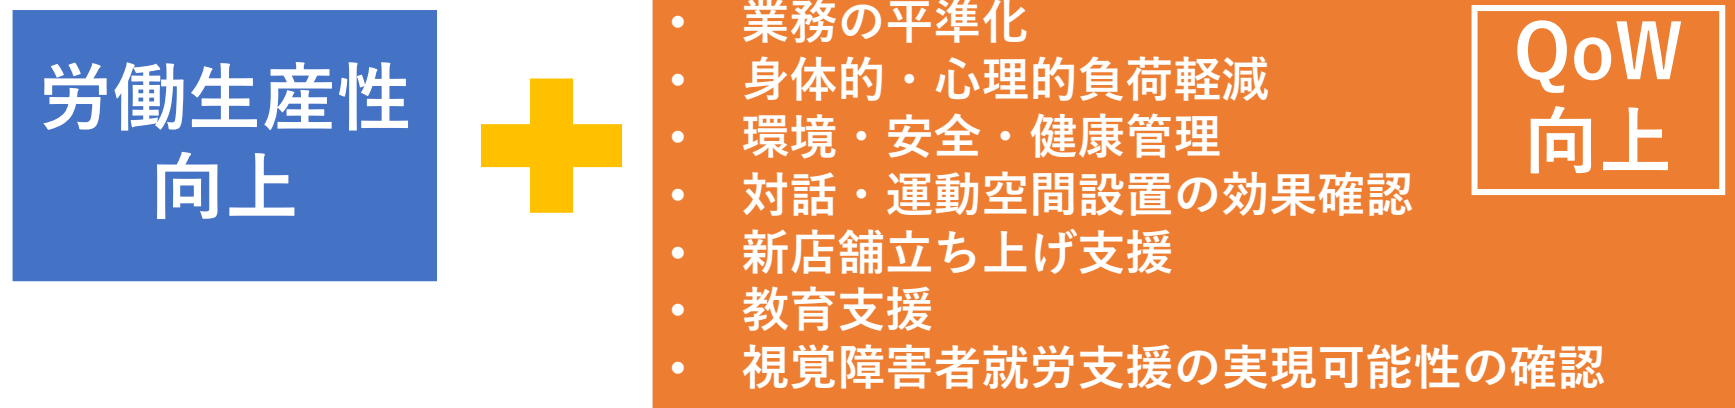 労働生産性
向上
• 業務の平準化
• 身体的・心理的負荷軽減
• 環境・安全・健康管理
• 対話・運動空間設置の効果確認
• 新店舗立ち上げ支援
• 教育支援
• 視覚障害者就労支援の実現可能性の確認
QoW
向上